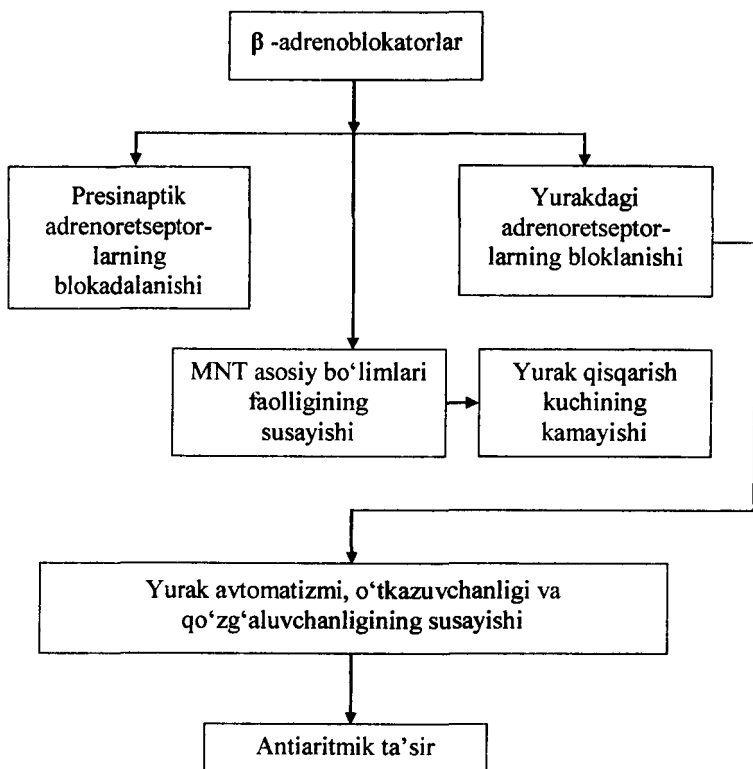 β -adrenoblokatorlar
Presinaptik
adrenoretseptor-
larning
blokadalanishi
Yurakdagi
adrenoretseptor-
larning bloklanishi
MNT asosiy bo‘limlari
faolligining
susayishi
Yurak qisqarish
kuchining
kamayishi
Yurak avtomatizmi, o‘tkazuvchanligi va
qo‘zg‘aluvchanligining susayishi
Antiaritmik ta’sir